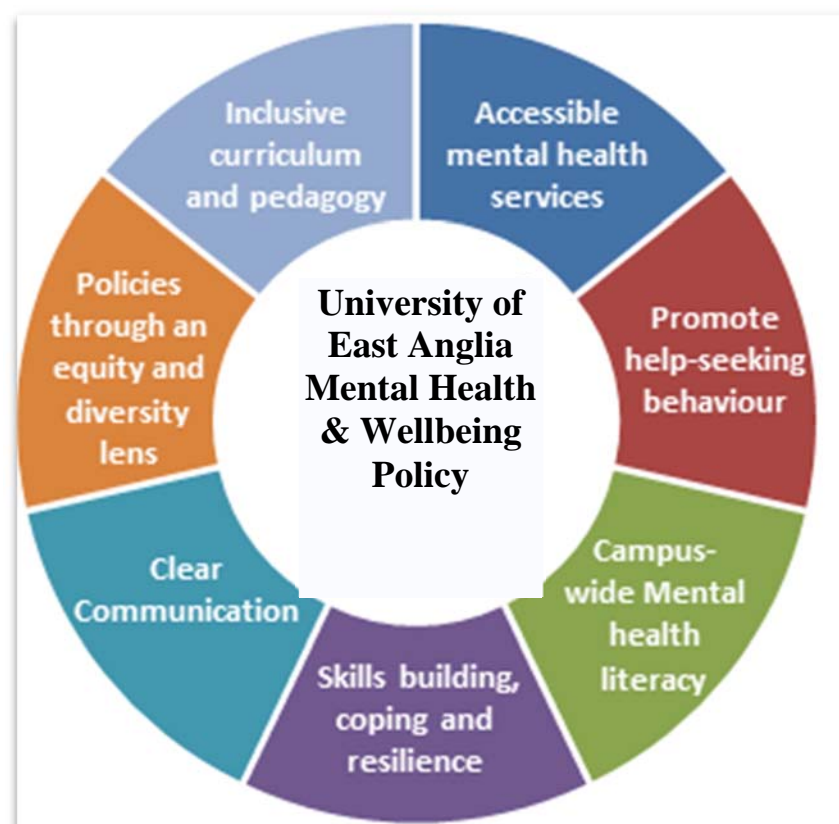 Inclusive
curriculum
and pedagogy
Accessible
mental health
services
Policies
through an
equity and
diversity
lens
University of
East Anglia
Mental Health
& Wellbeing
Policy
Promote
help-seeking
behaviour
Clear
Communication
Campus-
wide Mental
health
literacy
Skills building,
coping and
resilience